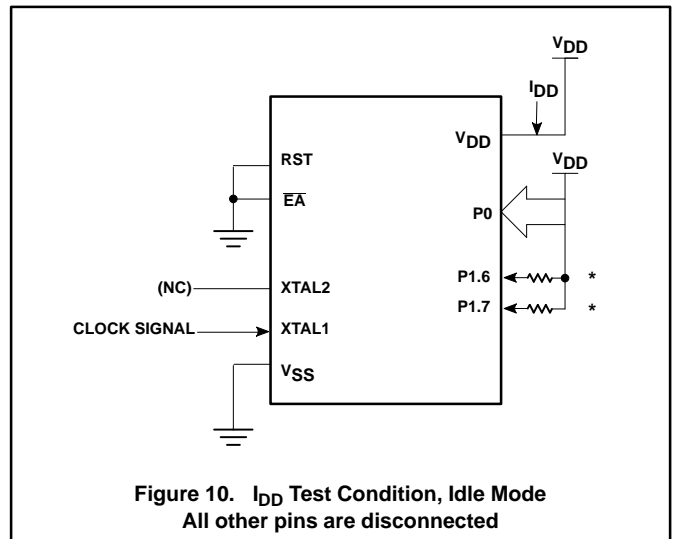 VDD
IDD
VDD
VDD
RST
EA
P0
P1.6 *
(NC) XTAL2
P1.7 *
CLOCK SIGNAL XTAL1
VSS
Figure 10. IDD Test Condition, Idle Mode
All other pins are disconnected